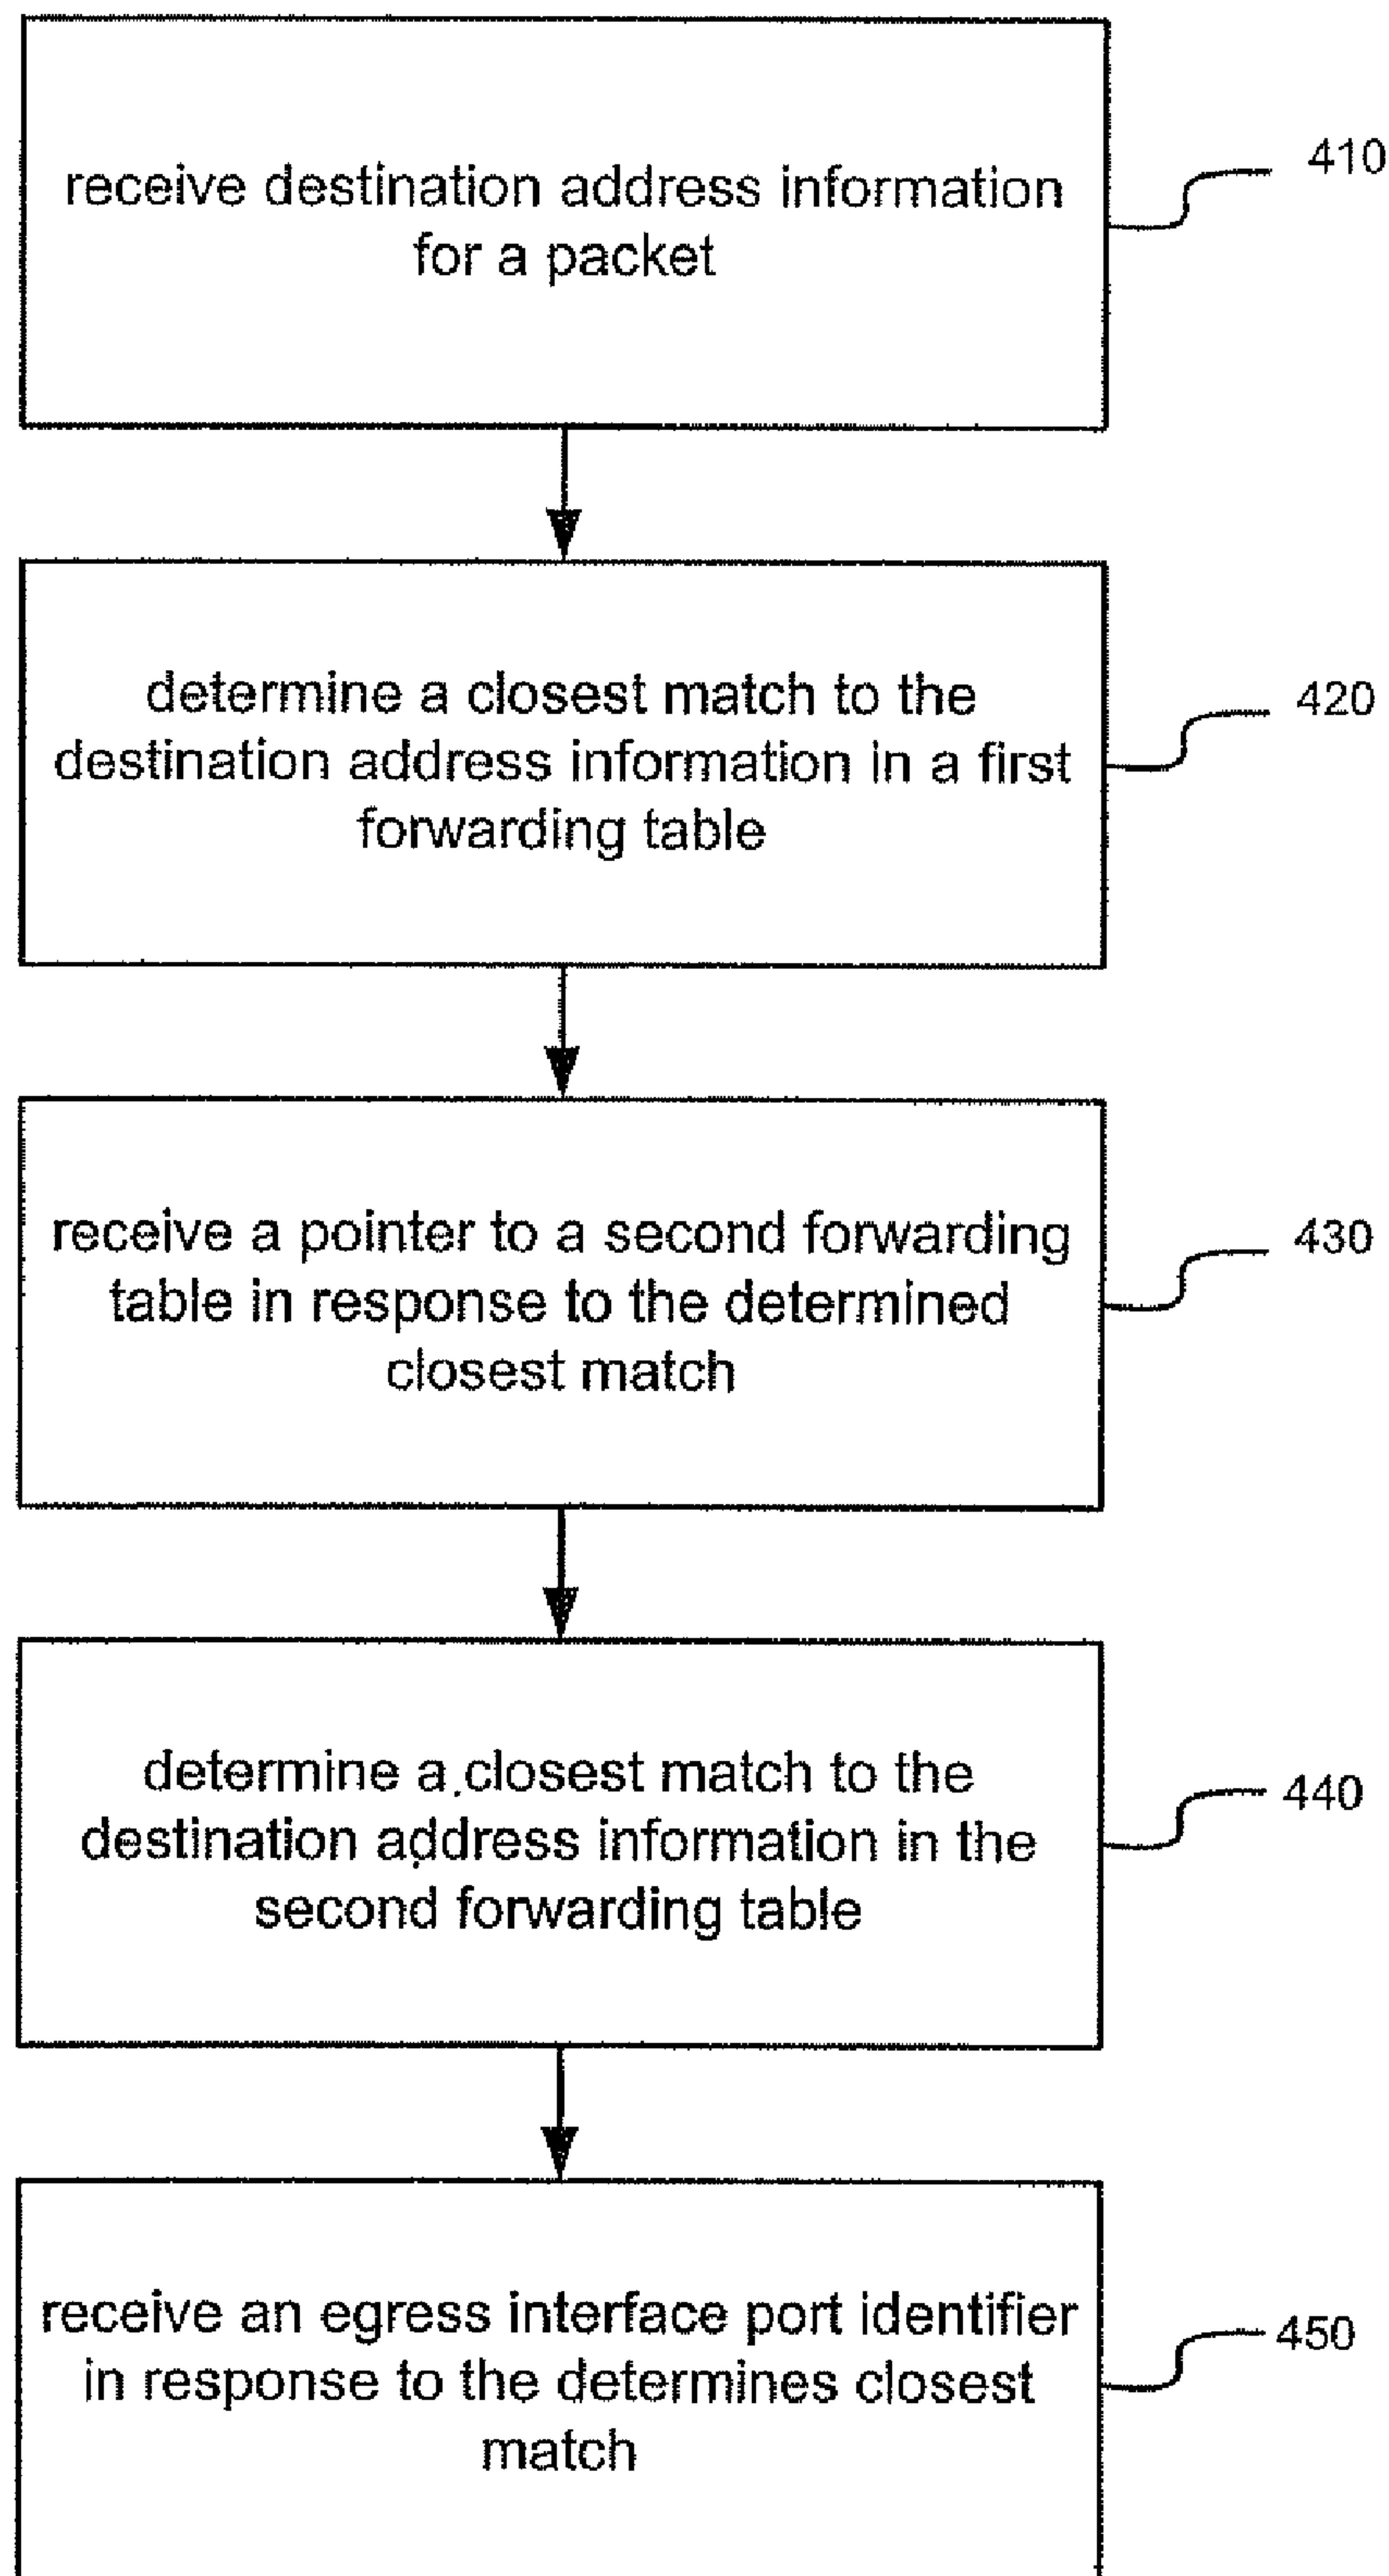 receive destination address information
for a packet
410
determine a closest match to the
destination address information in a first
forwarding table
420
receive a pointer to a second forwarding
table in response to the determined
closest match
430
determine a closest match to the
destination address information in the
second forwarding table
440
receive an egress interface port identifier
in response to the determines closest
match
450